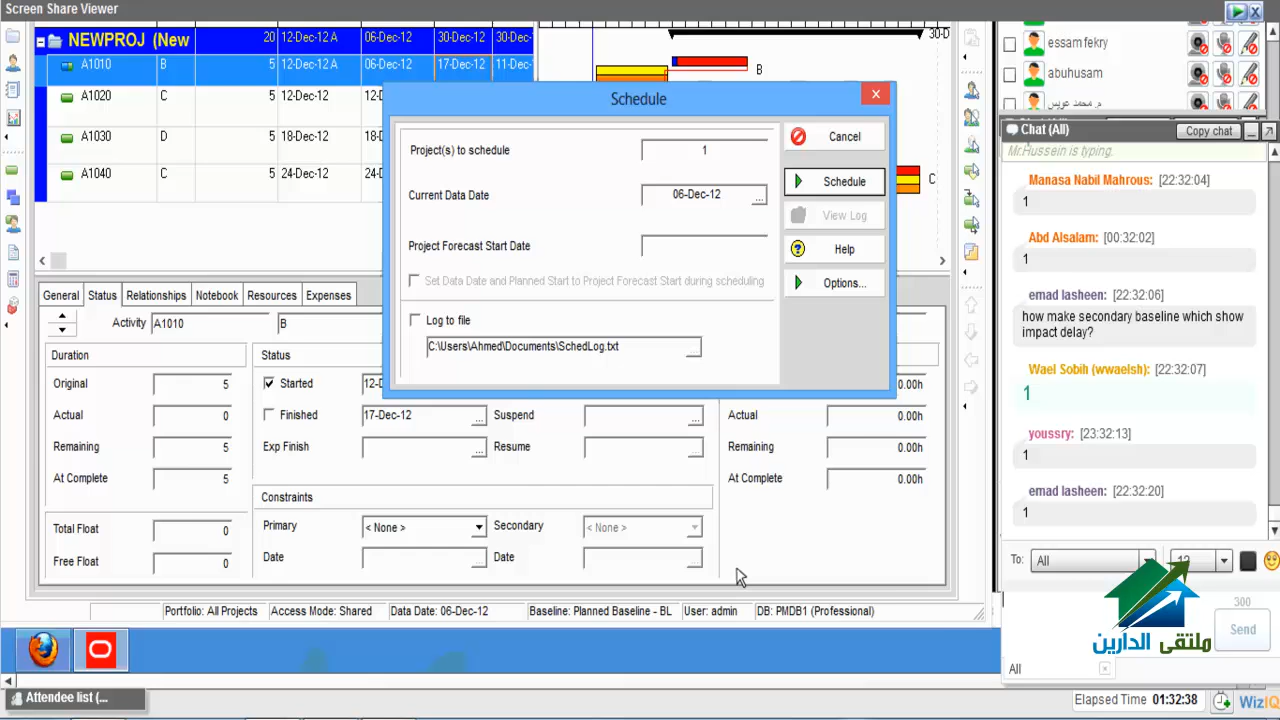 Screen Share Viewer
NEWPROJ (New 20 12-Dec-12 A 06-Dec-12 30-Dec-12 30-Dec-
A1010 B 5 12-Dec-12 06-Dec-12 17-Dec-12 11-Dec-
A1020 C 5 12-Dec-12
A1030 D 5 18-Dec-12
A1040 C 5 24-Dec-12
30-D
B
C
Schedule
Project(s) to schedule 1
Current Data Date 06-Dec-12 ...
Project Forecast Start Date
Set Data Date and Planned Start to Project Forecast Start during scheduling
Log to file
C:\Users\Ahmed\Documents\SchedLog.txt
Cancel
Schedule
View Log
Help
Options...
General Status Relationships Notebook Resources Expenses
Activity A1010 B
Duration
Original 5
Actual 0
Remaining 5
At Complete 5
Total Float 0
Free Float 0
Status
Started
Finished 17-Dec-12 ... Suspend
Exp Finish Resume
Constraints
Primary < None > Secondary < None >
Date Date
0.00h
Actual 0.00h
Remaining 0.00h
At Complete 0.00h
Portfolio: All Projects Access Mode: Shared Data Date: 06-Dec-12 Baseline: Planned Baseline - BL User: admin DB: PMDB1 (Professional)
essam fekry
abuhusam
د. محمد عويس
Chat (All) Copy chat
Mr.Hussein is typing.
Manasa Nabil Mahrous: [22:32:04]
1
Abd Alsalam: [00:32:02]
1
emad lasheen: [22:32:06]
how make secondary baseline which show
impact delay?
Wael Sobih (wwaelsh): [22:32:07]
1
youssry: [23:32:13]
1
emad lasheen: [22:32:20]
1
To: All 12
300
Send
ملتقى الدارين
All
Attendee list (...
Elapsed Time 01:32:38
WizIQ